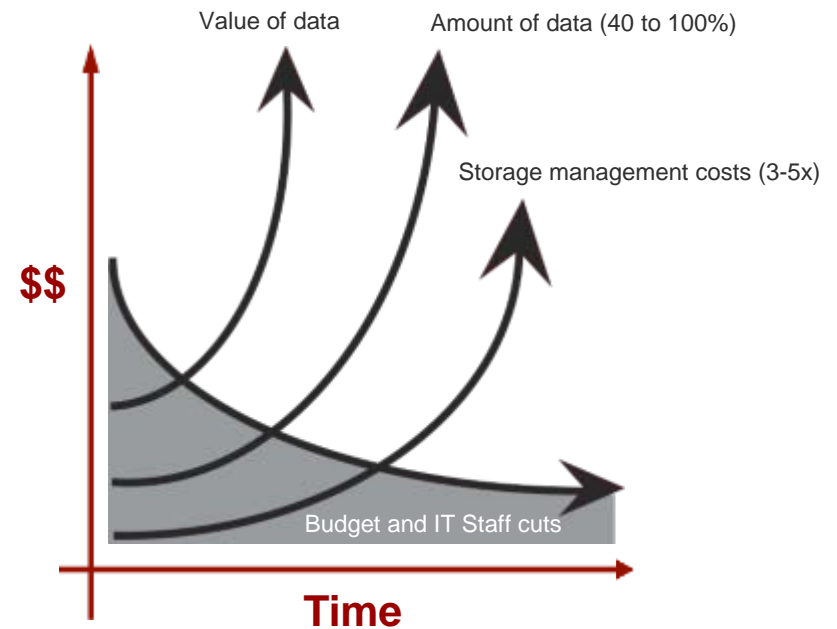 Value of data
Amount of data (40 to 100%)
Storage management costs (3-5x)
$$
Budget and IT Staff cuts
Time